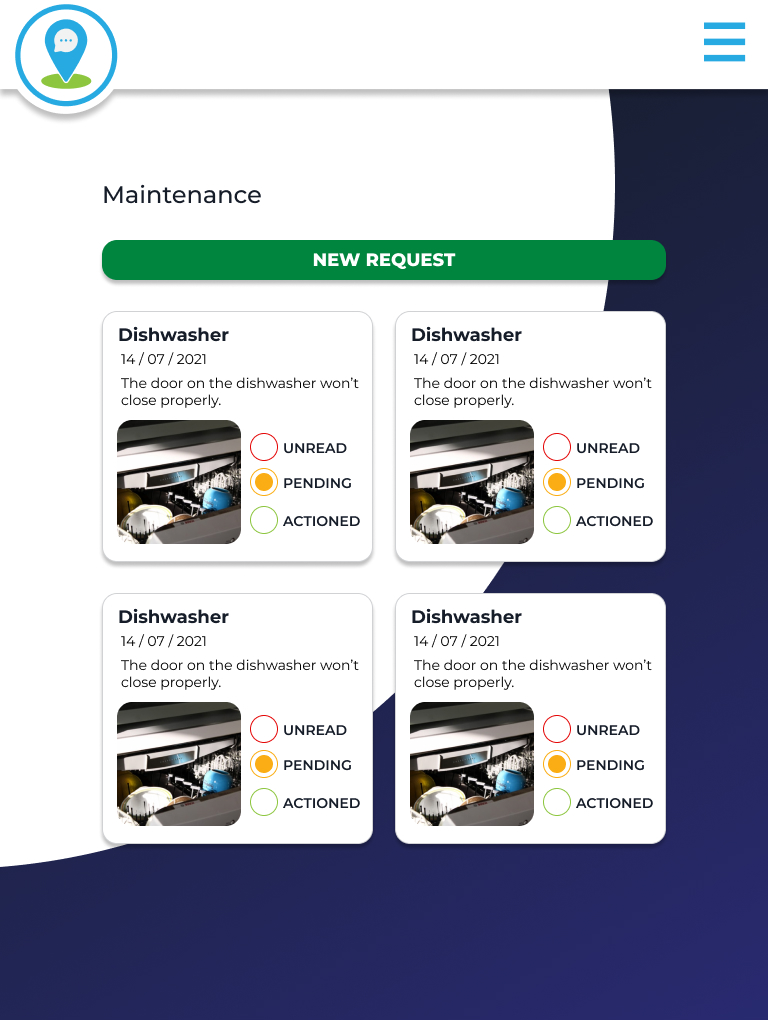 Maintenance
NEW REQUEST
Dishwasher
14 / 07 / 2021
The door on the dishwasher won’t
close properly.
UNREAD
PENDING
ACTIONED
Dishwasher
14 / 07 / 2021
The door on the dishwasher won’t
close properly.
UNREAD
PENDING
ACTIONED
Dishwasher
14 / 07 / 2021
The door on the dishwasher won’t
close properly.
UNREAD
PENDING
ACTIONED
Dishwasher
14 / 07 / 2021
The door on the dishwasher won’t
close properly.
UNREAD
PENDING
ACTIONED